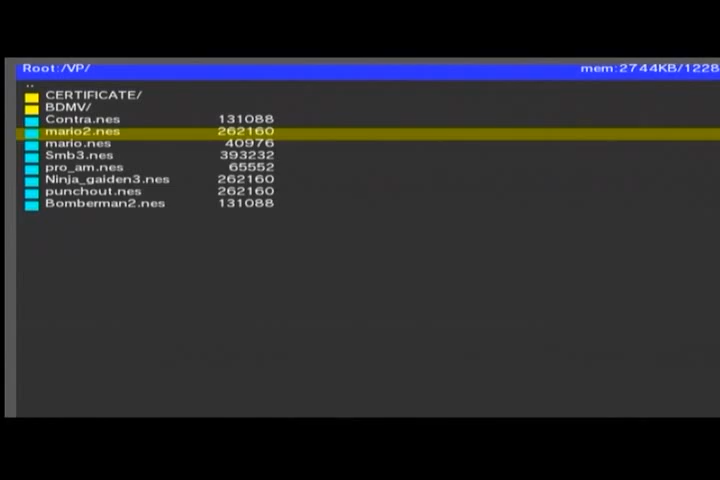 Root:/VP/ mem:2744KB/1228
..
CERTIFICATE/
BDMV/
Contra.nes 131088
mario2.nes 262160
mario.nes 40976
Smb3.nes 393232
pro_am.nes 65552
Ninja_gaiden3.nes 262160
punchout.nes 262160
Bomberman2.nes 131088